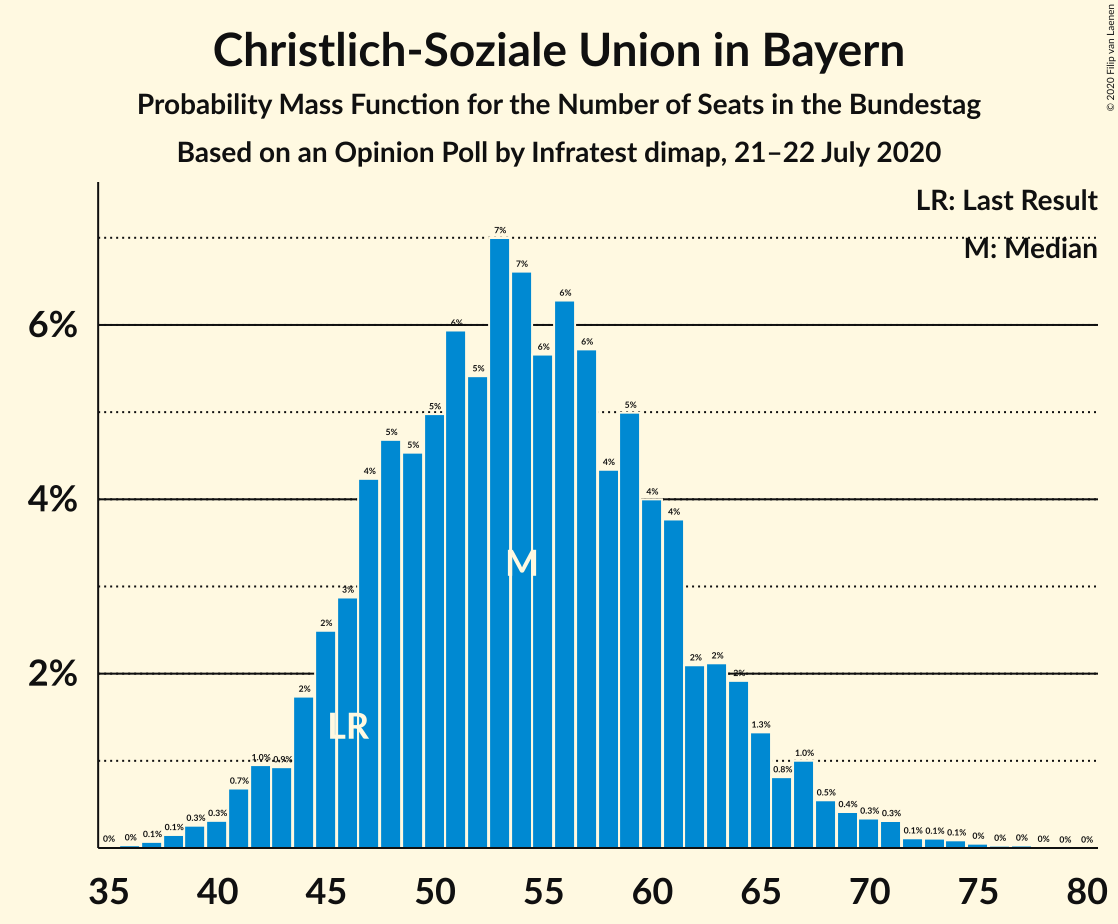 Christlich-Soziale Union in Bayern
Probability Mass Function for the Number of Seats in the Bundestag
Based on an Opinion Poll by Infratest dimap, 21–22 July 2020
© 2020 Filip van Laenen
LR: Last Result
M: Median
6%
4%
2%
0% 0% 0.1% 0.1% 0.3% 0.3% 0.7% 1.0% 0.9% 2% 2% 3% 4% 5% 5% 5% 6% 5% 7% 7% 6% 6% 6% 4% 5% 4% 4% 2% 2% 2% 1.3% 0.8% 1.0% 0.5% 0.4% 0.3% 0.3% 0.1% 0.1% 0.1% 0% 0% 0% 0% 0% 0%
M
LR
35 40 45 50 55 60 65 70 75 80